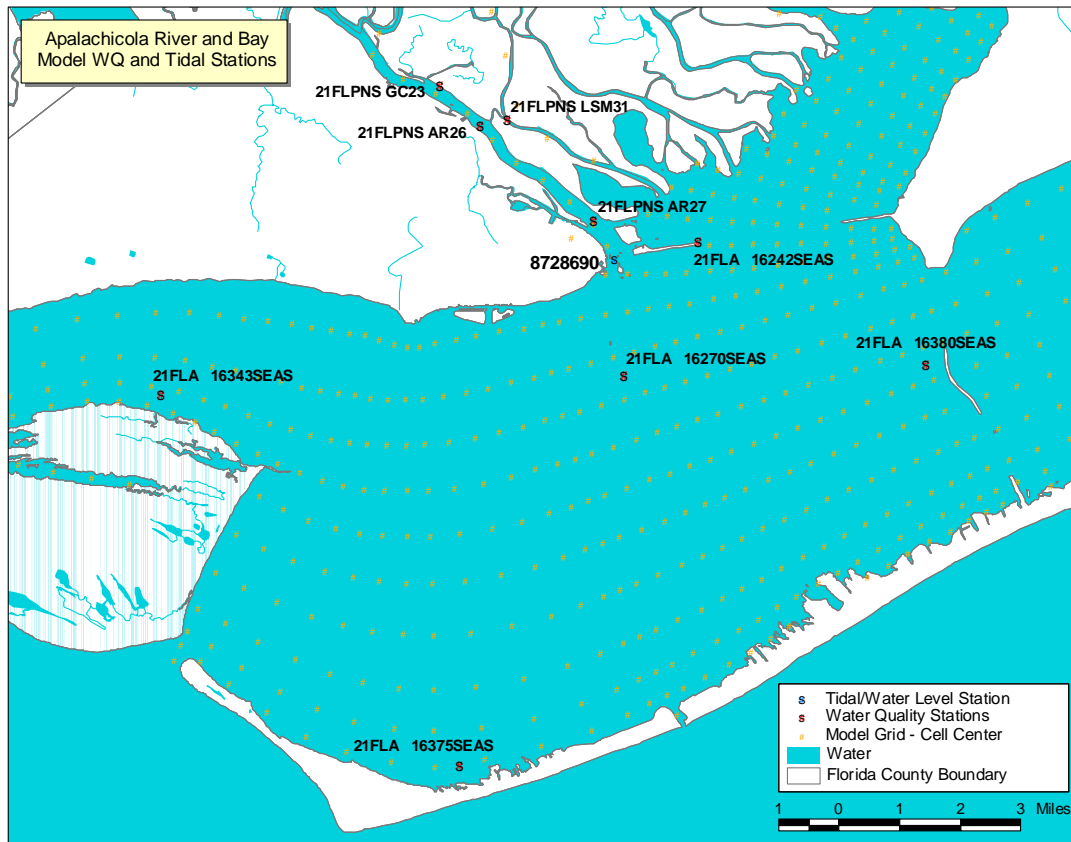 Apalachicola River and Bay
Model WQ and Tidal Stations
21FLPNS GC23
21FLPNS LSM31
21FLPNS AR26
21FLPNS AR27
8728690
21FLA 16242SEAS
21FLA 16380SEAS
21FLA 16270SEAS
21FLA 16343SEAS
21FLA 16375SEAS
S Tidal/Water Level Station
S Water Quality Stations
# Model Grid - Cell Center
Water
Florida County Boundary
1 0 1 2 3 Miles